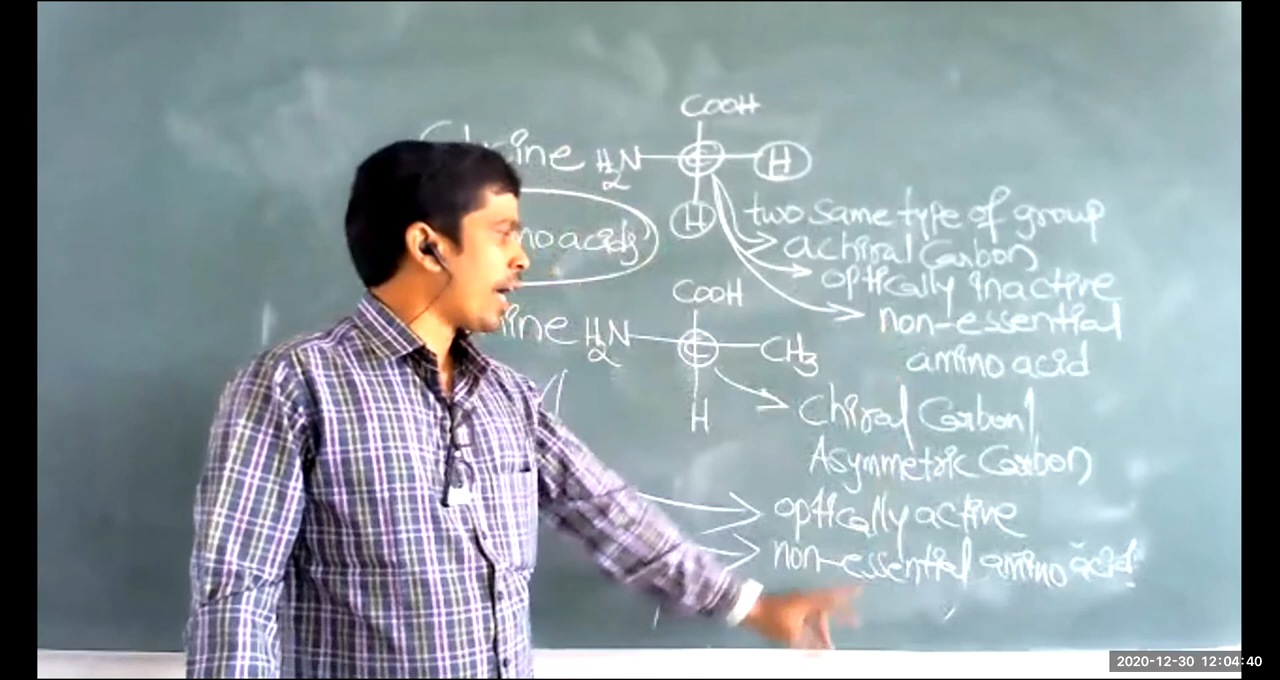 COOH
H₂N C H
H
two same type of group
achiral Carbon
optically inactive
non-essential
amino acid
acids
COOH
H₂N C CH₃
H
Chiral Carbon/
Asymmetric Carbon
optically active
non-essential amino acid
2020-12-30 12:04:40